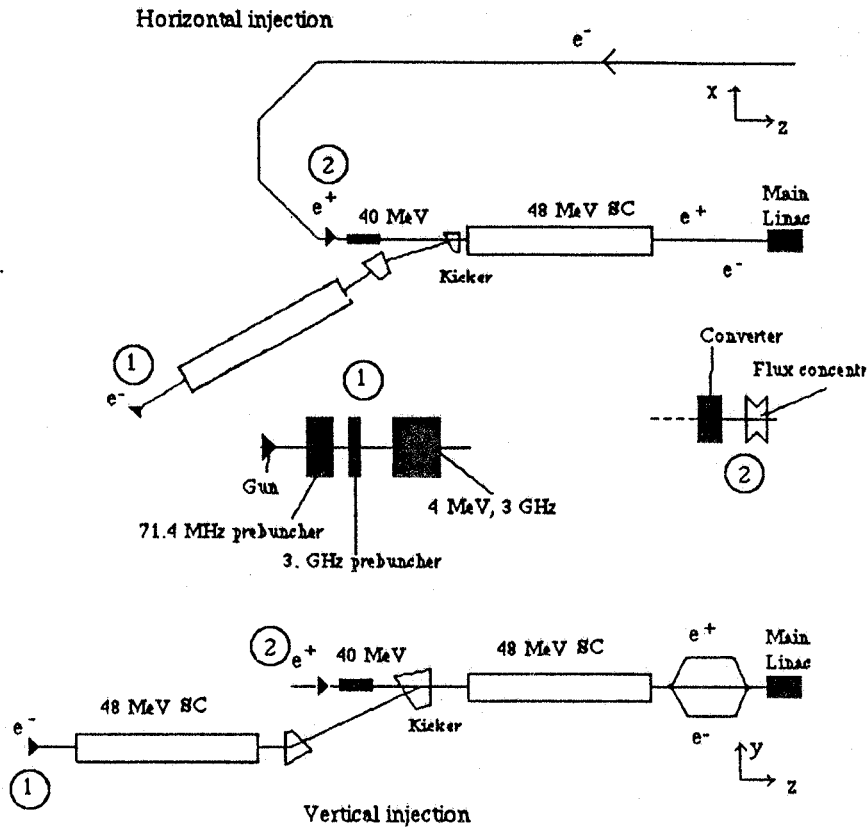 Horizontal injection
e-
x
z
2
e+
40 MeV
48 MeV SC
e+
Main
Linac
e-
Kicker
1
e-
Converter
Flux concentr
1
2
Gun
4 MeV, 3 GHz
71.4 MHz prebuncher
3. GHz prebuncher
2
e+
40 MeV
48 MeV SC
e+
Main
Linac
48 MeV SC
e-
Kicker
e-
y
1
z
Vertical injection